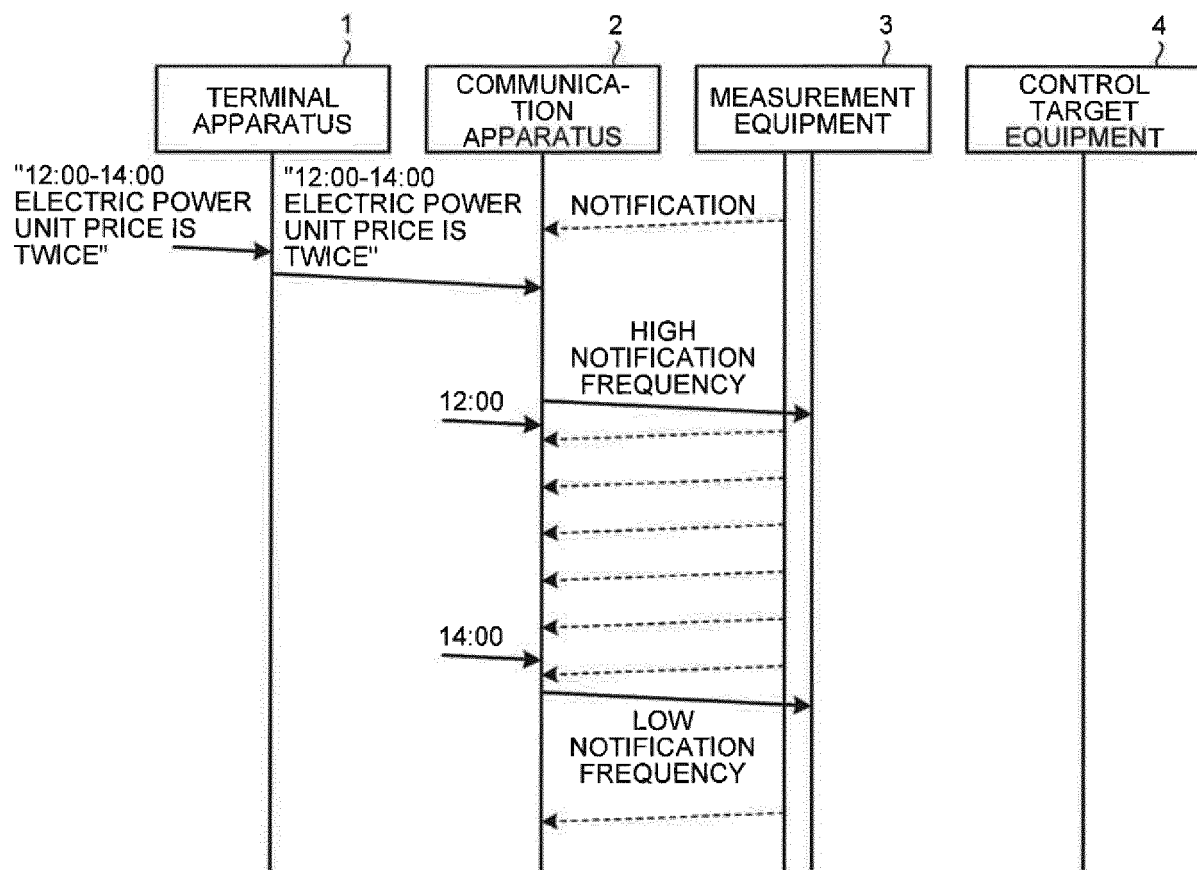 1
2
3
4
TERMINAL
APPARATUS
COMMUNICA-
TION
APPARATUS
MEASUREMENT
EQUIPMENT
CONTROL
TARGET
EQUIPMENT
"12:00-14:00
ELECTRIC POWER
UNIT PRICE IS
TWICE"
"12:00-14:00
ELECTRIC POWER
UNIT PRICE IS
TWICE"
NOTIFICATION
HIGH
NOTIFICATION
FREQUENCY
12:00
14:00
LOW
NOTIFICATION
FREQUENCY